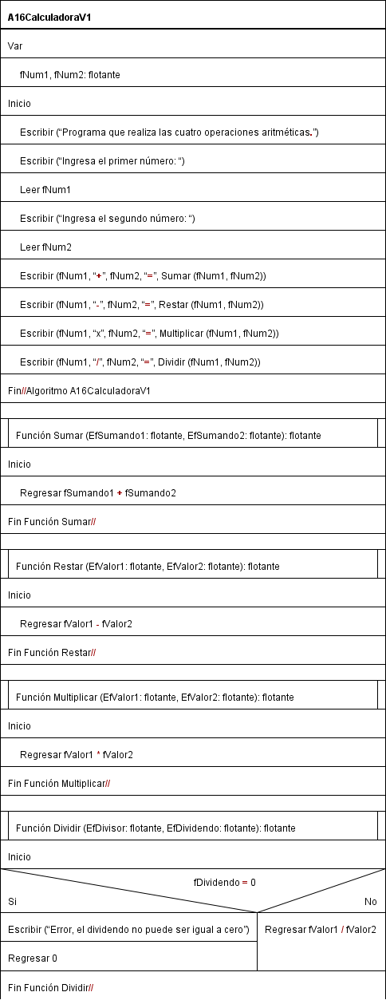 A16CalculadoraV1
Var
fNum1, fNum2: flotante
Inicio
Escribir (“Programa que realiza las cuatro operaciones aritméticas.”)
Escribir (“Ingresa el primer número: “)
Leer fNum1
Escribir (“Ingresa el segundo número: “)
Leer fNum2
Escribir (fNum1, “+”, fNum2, “=”, Sumar (fNum1, fNum2))
Escribir (fNum1, “-”, fNum2, “=”, Restar (fNum1, fNum2))
Escribir (fNum1, “x”, fNum2, “=”, Multiplicar (fNum1, fNum2))
Escribir (fNum1, “/”, fNum2, “=”, Dividir (fNum1, fNum2))
Fin//Algoritmo A16CalculadoraV1
Función Sumar (EfSumando1: flotante, EfSumando2: flotante): flotante
Inicio
Regresar fSumando1 + fSumando2
Fin Función Sumar//
Función Restar (EfValor1: flotante, EfValor2: flotante): flotante
Inicio
Regresar fValor1 - fValor2
Fin Función Restar//
Función Multiplicar (EfValor1: flotante, EfValor2: flotante): flotante
Inicio
Regresar fValor1 * fValor2
Fin Función Multiplicar//
Función Dividir (EfDivisor: flotante, EfDividendo: flotante): flotante
Inicio
fDividendo = 0
Si No
Escribir (“Error, el dividendo no puede ser igual a cero”) Regresar fValor1 / fValor2
Regresar 0
Fin Función Dividir//